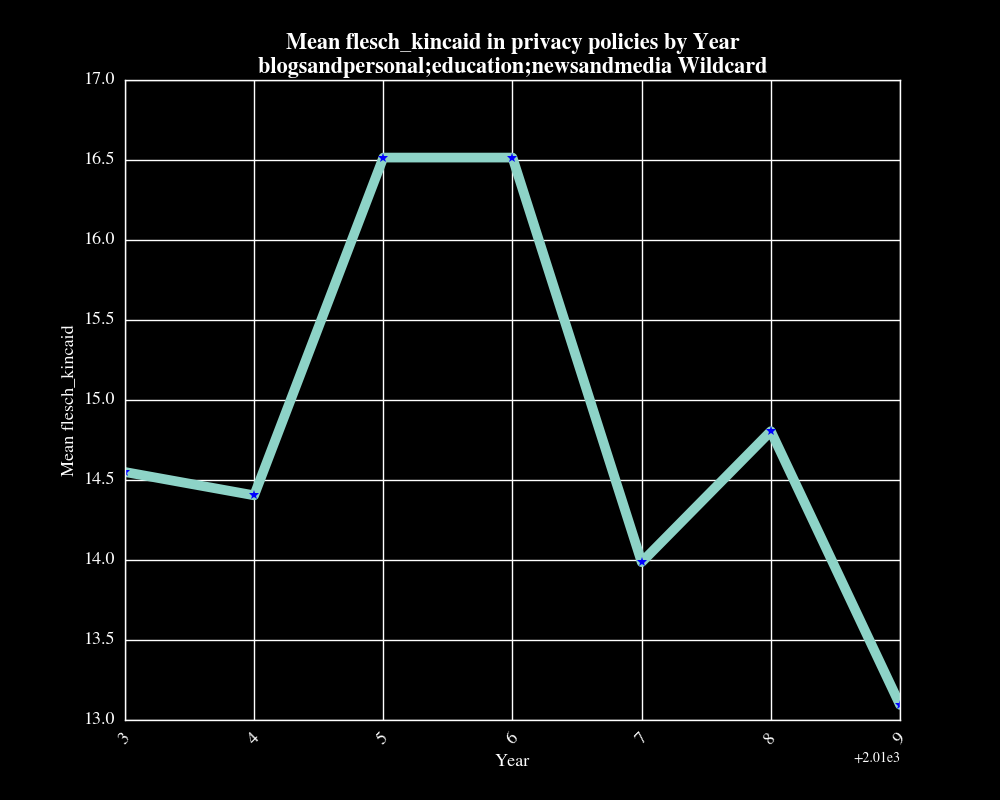 Mean flesch_kincaid in privacy policies by Year
blogsandpersonal;education;newsandmedia Wildcard
17.0
16.5
16.0
15.5
15.0
14.5
14.0
13.5
13.0
Mean flesch_kincaid
3 4 5 6 7 8 9
Year
+2.01e3